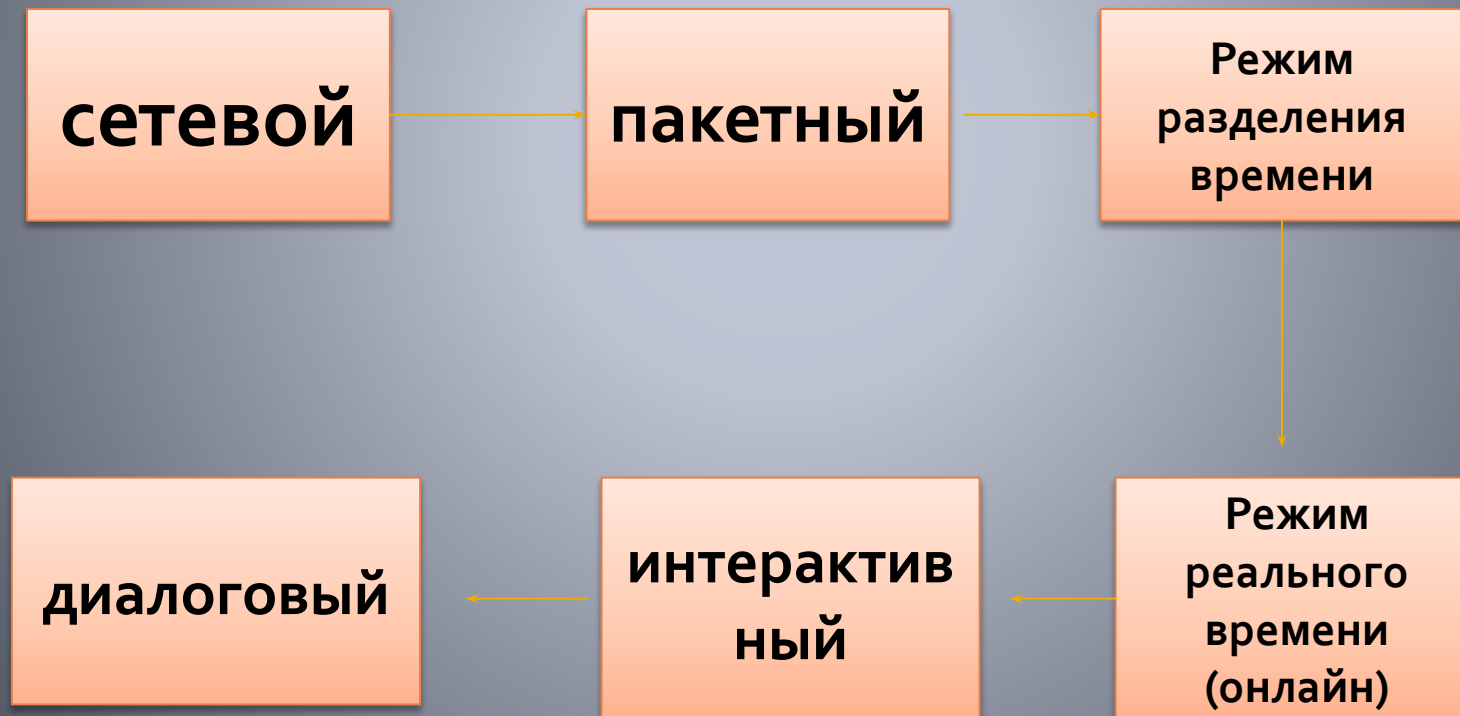 сетевой
пакетный
Режим
разделения
времени
Режим
реального
времени
(онлайн)
интерактив
ный
диалоговый